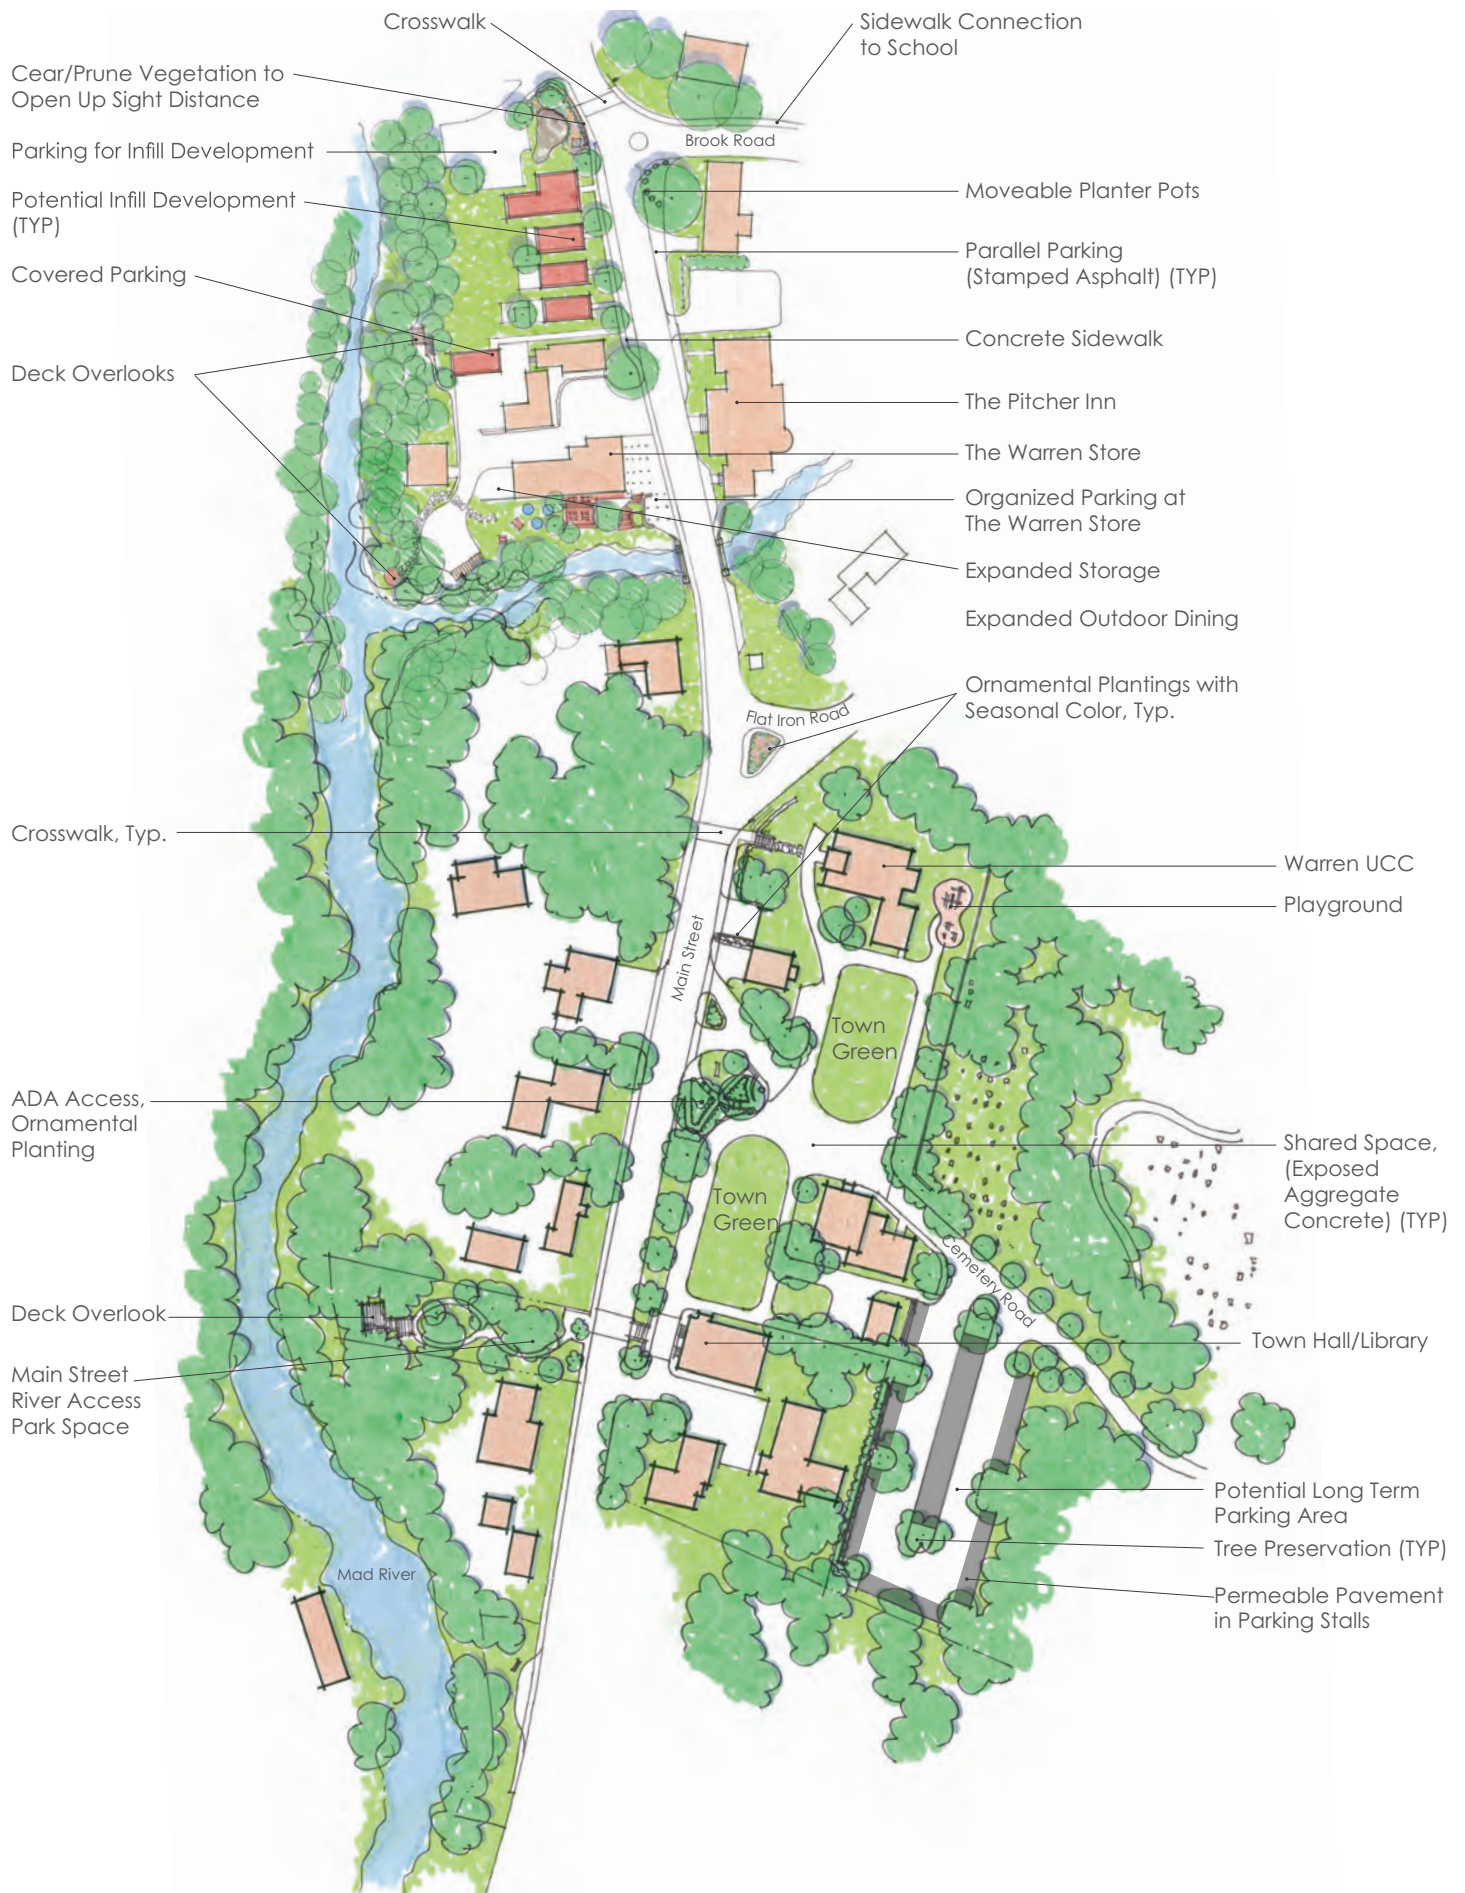 Crosswalk
Sidewalk Connection
to School
Cear/Prune Vegetation to
Open Up Sight Distance
Brook Road
Parking for Infill Development
Potential Infill Development
(TYP)
Moveable Planter Pots
Parallel Parking
(Stamped Asphalt) (TYP)
Covered Parking
Concrete Sidewalk
Deck Overlooks
The Pitcher Inn
The Warren Store
Organized Parking at
The Warren Store
Expanded Storage
Expanded Outdoor Dining
Ornamental Plantings with
Seasonal Color, Typ.
Flat Iron Road
Crosswalk, Typ.
Warren UCC
Playground
Main Street
Town
Green
ADA Access,
Ornamental
Planting
Shared Space,
(Exposed
Aggregate
Concrete) (TYP)
Town
Green
Cemetery Road
Deck Overlook
Town Hall/Library
Main Street
River Access
Park Space
Potential Long Term
Parking Area
Tree Preservation (TYP)
Mad River
Permeable Pavement
in Parking Stalls